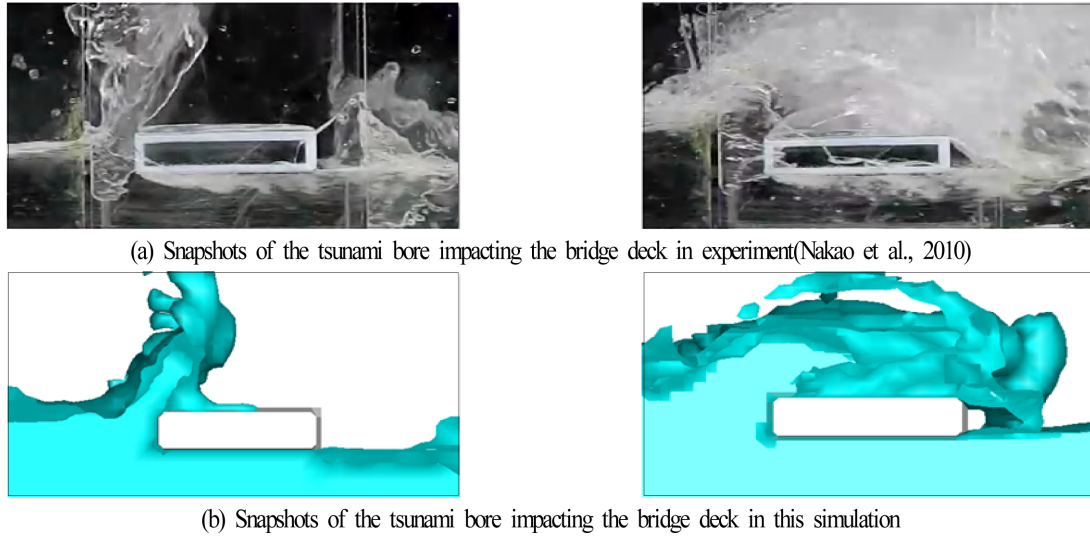 (a) Snapshots of the tsunami bore impacting the bridge deck in experiment(Nakao et al., 2010)
(b) Snapshots of the tsunami bore impacting the bridge deck in this simulation